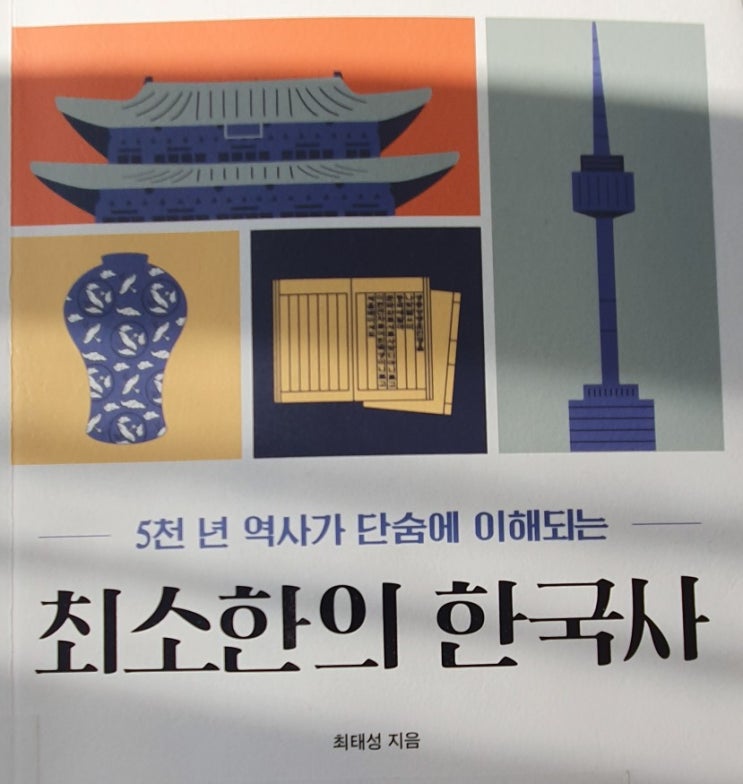 5천 년 역사가 단숨에 이해되는
최소한의 한국사
최태성 지음